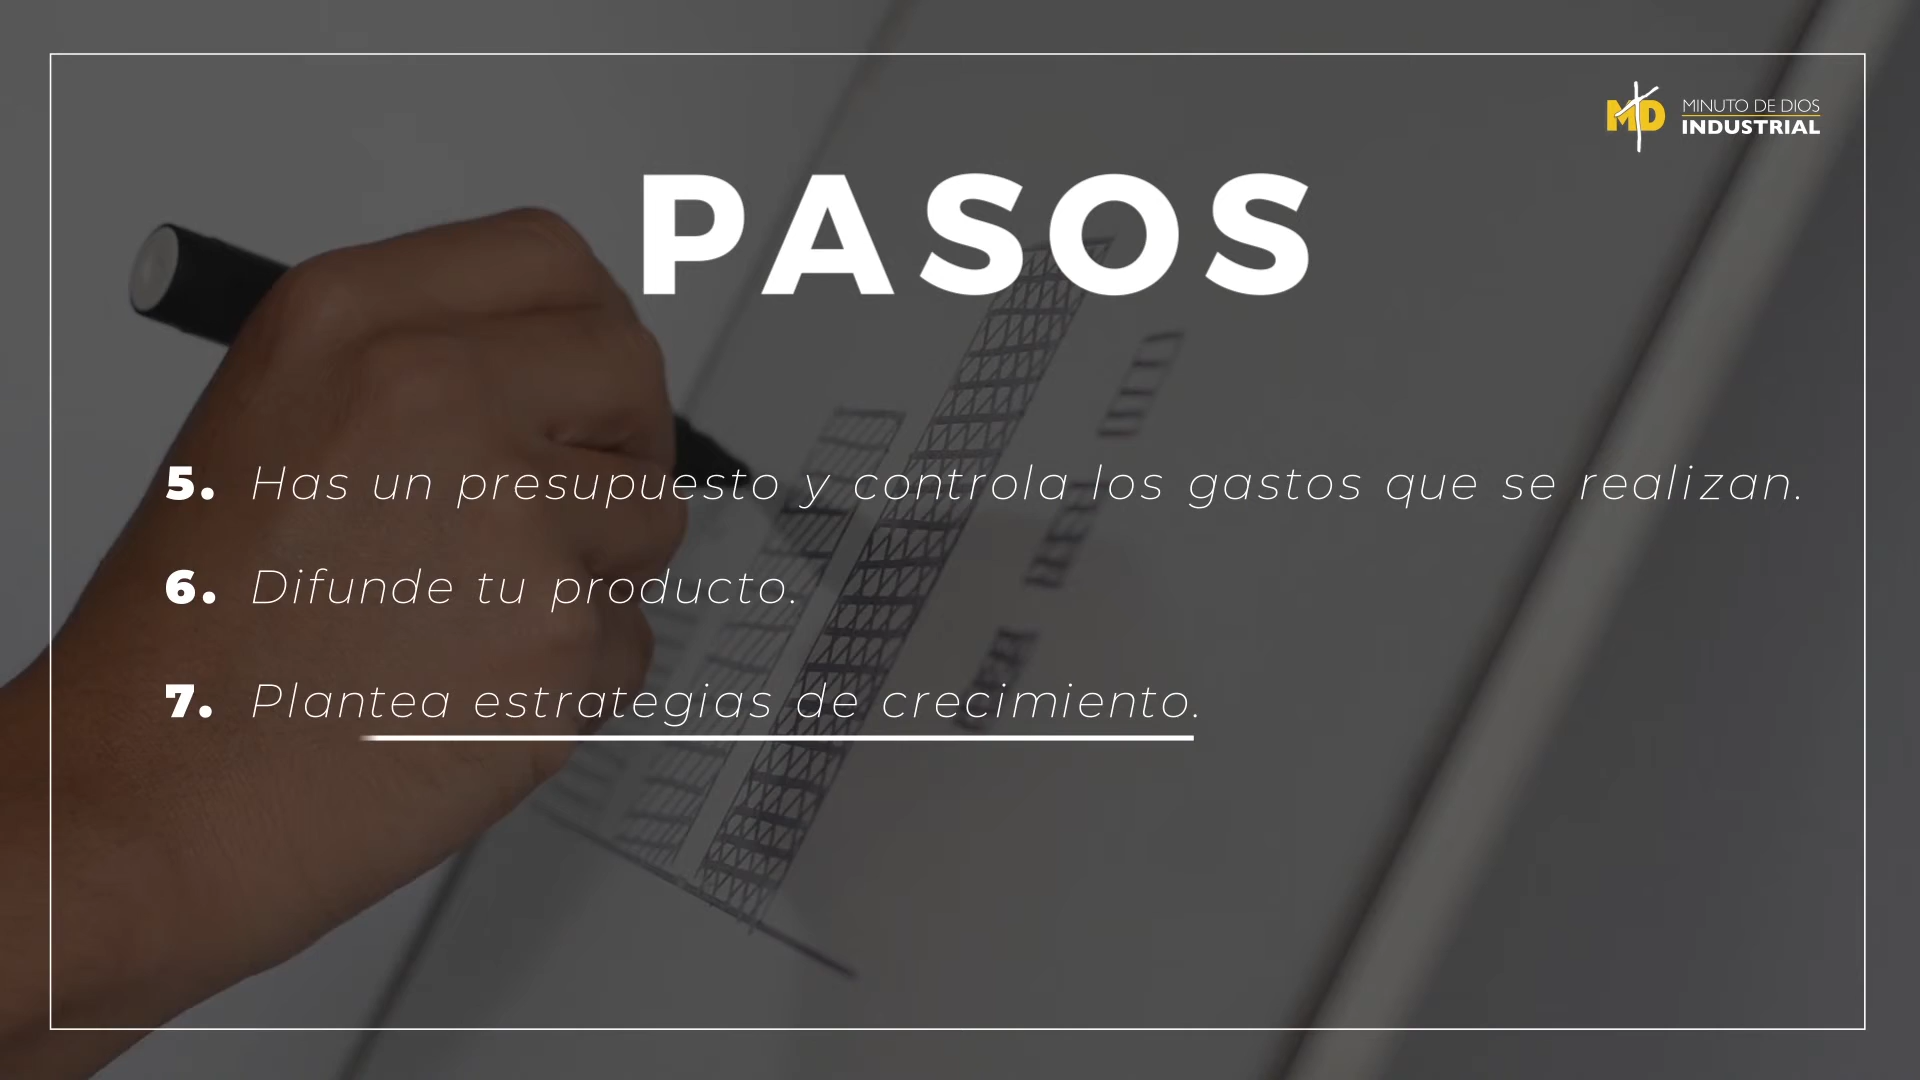 MD MINUTO DE DIOS
INDUSTRIAL
PASOS
5. Has un presupuesto y controla los gastos que se realizan.
6. Difunde tu producto.
7. Plantea estrategias de crecimiento.